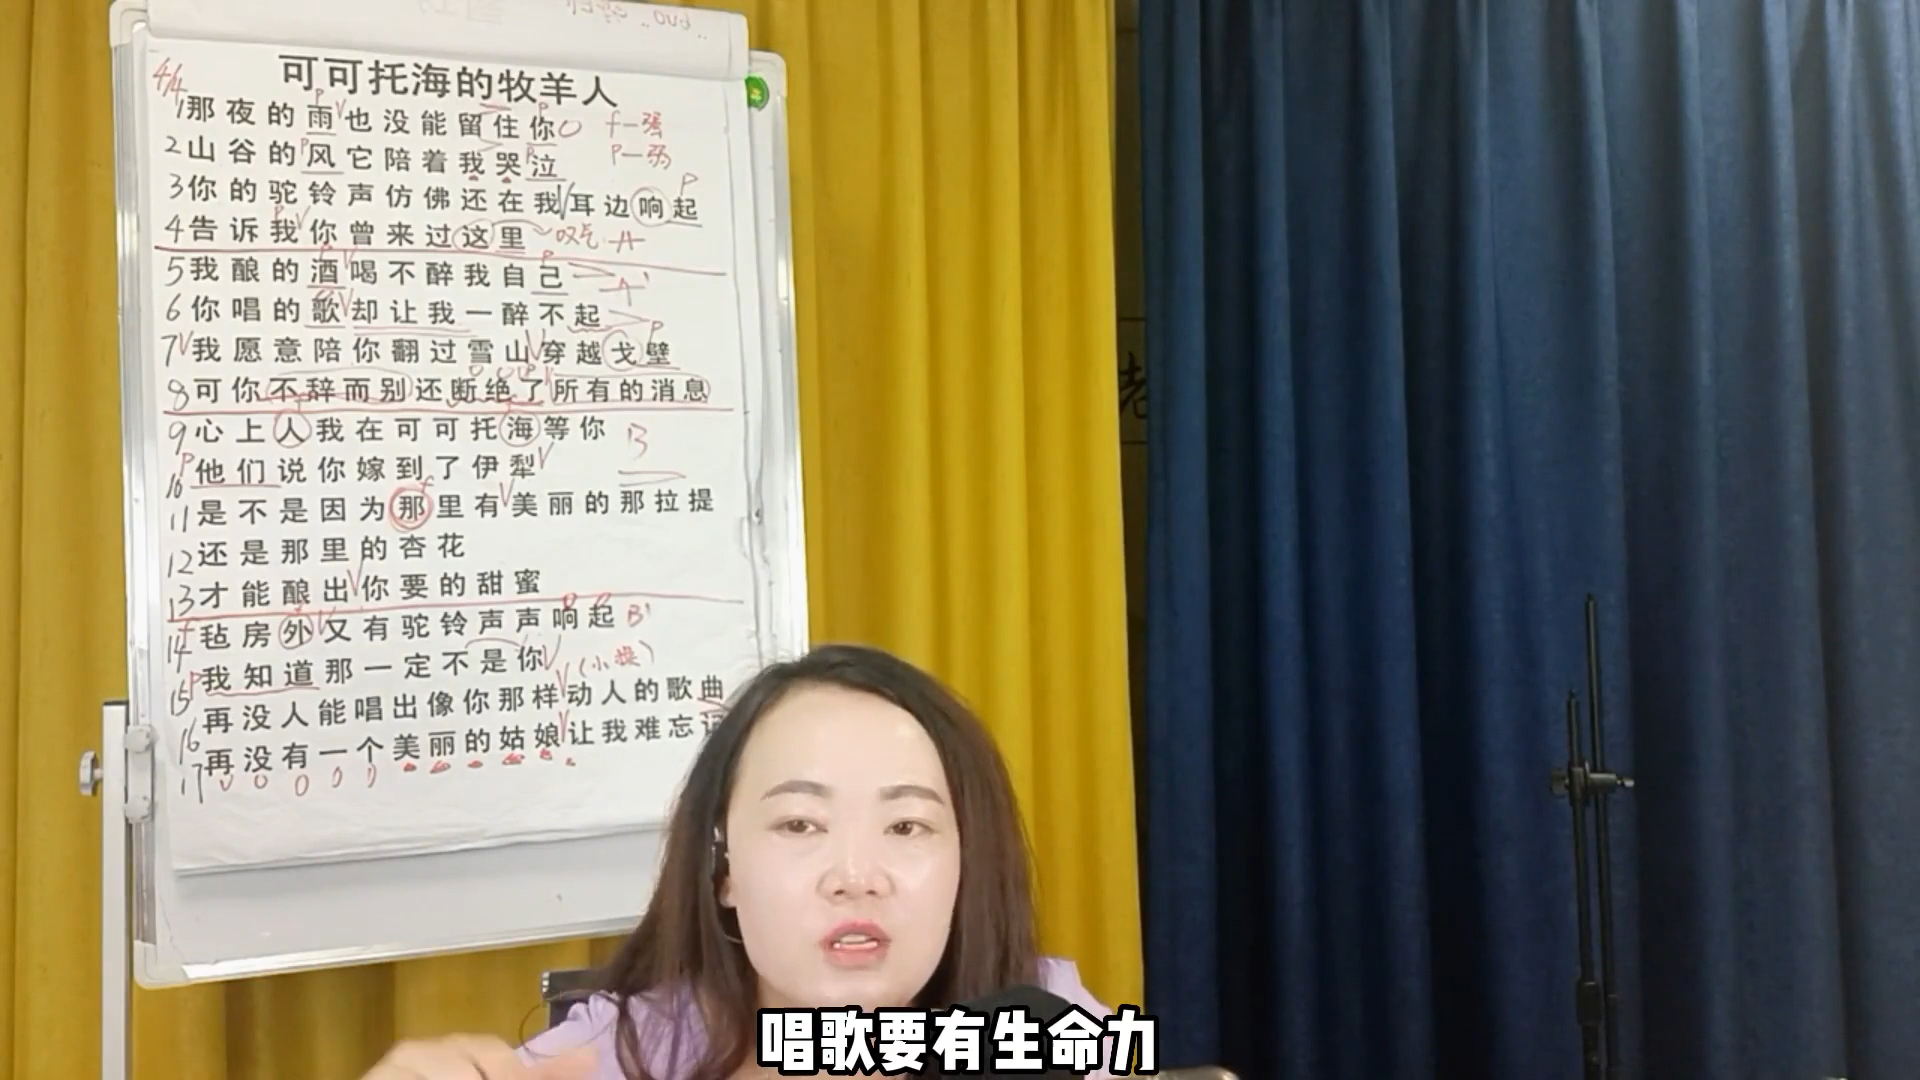 可可托海的牧羊人
4/4
1那夜的雨也没能留住你 f-强
2山谷的风它陪着我哭泣 P-弱
3你的驼铃声仿佛还在我耳边响起
4告诉我你曾来过这里 叹气 A
5我酿的酒喝不醉我自己 A'
6你唱的歌却让我一醉不起
7我愿意陪你翻过雪山穿越戈壁
8可你不辞而别还断绝了所有的消息
9心上人我在可可托海等你 B
10他们说你嫁到了伊犁
11是不是因为那里有美丽的那拉提
12还是那里的杏花
13才能酿出你要的甜蜜
14毡房外又有驼铃声声响起 B'
15我知道那一定不是你
(小换)
16再没人能唱出像你那样动人的歌曲
17再没有一个美丽的姑娘让我难忘记
唱歌要有生命力